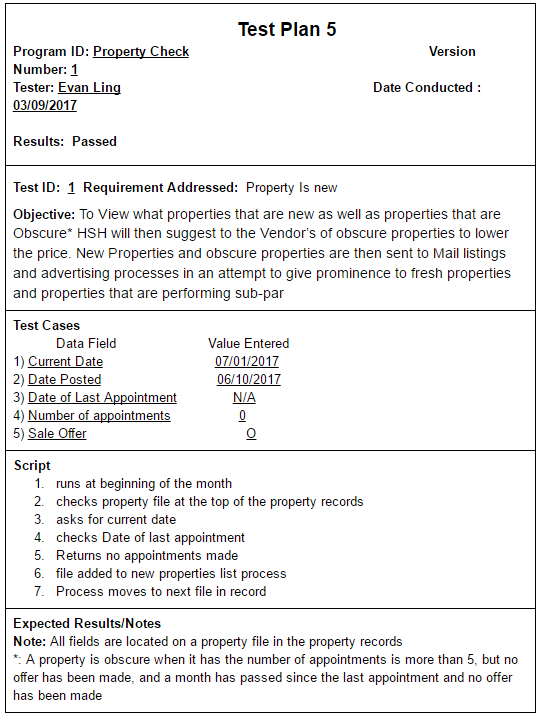 Test Plan 5
Program ID: Property Check Version
Number: 1
Tester: Evan Ling Date Conducted :
03/09/2017
Results: Passed
Test ID: 1 Requirement Addressed: Property Is new
Objective: To View what properties that are new as well as properties that are
Obscure* HSH will then suggest to the Vendor's of obscure properties to lower
the price. New Properties and obscure properties are then sent to Mail listings
and advertising processes in an attempt to give prominence to fresh properties
and properties that are performing sub-par
Test Cases
Data Field Value Entered
1) Current Date 07/01/2017
2) Date Posted 06/10/2017
3) Date of Last Appointment N/A
4) Number of appointments 0
5) Sale Offer O
Script
1. runs at beginning of the month
2. checks property file at the top of the property records
3. asks for current date
4. checks Date of last appointment
5. Returns no appointments made
6. file added to new properties list process
7. Process moves to next file in record
Expected Results/Notes
Note: All fields are located on a property file in the property records
*: A property is obscure when it has the number of appointments is more than 5, but no
offer has been made, and a month has passed since the last appointment and no offer
has been made